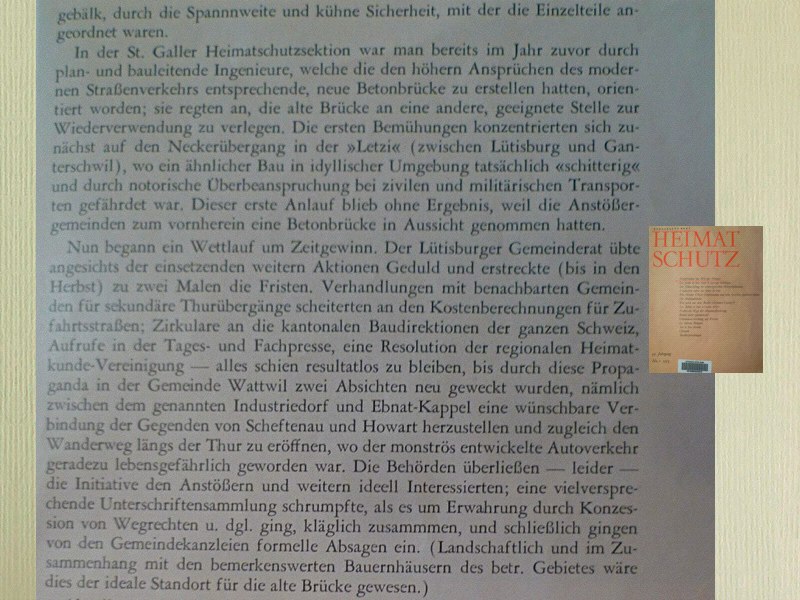 gebälk, durch die Spannnweite und kühne Sicherheit, mit der die Einzelteile an-
geordnet waren.
In der St. Galler Heimatschutzsektion war man bereits im Jahr zuvor durch
plan- und bauleitende Ingenieure, welche die den höhern Ansprüchen des moder-
nen Straßenverkehrs entsprechende, neue Betonbrücke zu erstellen hatten, orien-
tiert worden; sie regten an, die alte Brücke an eine andere, geeignete Stelle zur
Wiederverwendung zu verlegen. Die ersten Bemühungen konzentrierten sich zu-
nächst auf den Neckerübergang in der »Letzi« (zwischen Lütisburg und Gan-
terschwil), wo ein ähnlicher Bau in idyllischer Umgebung tatsächlich «schitterig«
und durch notorische Überbeanspruchung bei zivilen und militärischen Transpor-
ten gefährdet war. Dieser erste Anlauf blieb ohne Ergebnis, weil die Anstößer-
gemeinden zum vornherein eine Betonbrücke in Aussicht genommen hatten.
Nun begann ein Wettlauf um Zeitgewinn. Der Lütisburger Gemeinderat übte
angesichts der einsetzenden weitern Aktionen Geduld und erstreckte (bis in den
Herbst) zu zwei Malen die Fristen. Verhandlungen mit benachbarten Gemein-
den für sekundäre Thurübergänge scheiterten an den Kostenberechnungen für Zu-
fahrtsstraßen; Zirkulare an die kantonalen Baudirektionen der ganzen Schweiz,
Aufrufe in der Tages- und Fachpresse, eine Resolution der regionalen Heimat-
kunde-Vereinigung — alles schien resultatlos zu bleiben, bis durch diese Propa-
ganda in der Gemeinde Wattwil zwei Absichten neu geweckt wurden, nämlich
zwischen dem genannten Industriedorf und Ebnat-Kappel eine wünschbare Ver-
bindung der Gegenden von Scheftenau und Howart herzustellen und zugleich den
Wanderweg längs der Thur zu eröffnen, wo der monströs entwickelte Autoverkehr
geradezu lebensgefährlich geworden war. Die Behörden überließen — leider —
die Initiative den Anstößern und weitern ideell Interessierten; eine vielverspre-
chende Unterschriftensammlung schrumpfte, als es um Erwahrung durch Konzes-
sion von Wegrechten u. dgl. ging, kläglich zusammmen, und schließlich gingen
von den Gemeindekanzleien formelle Absagen ein. (Landschaftlich und im Zu-
sammenhang mit den bemerkenswerten Bauernhäusern des betr. Gebietes wäre
dies der ideale Standort für die alte Brücke gewesen.)
HEIMAT
SCHUTZ